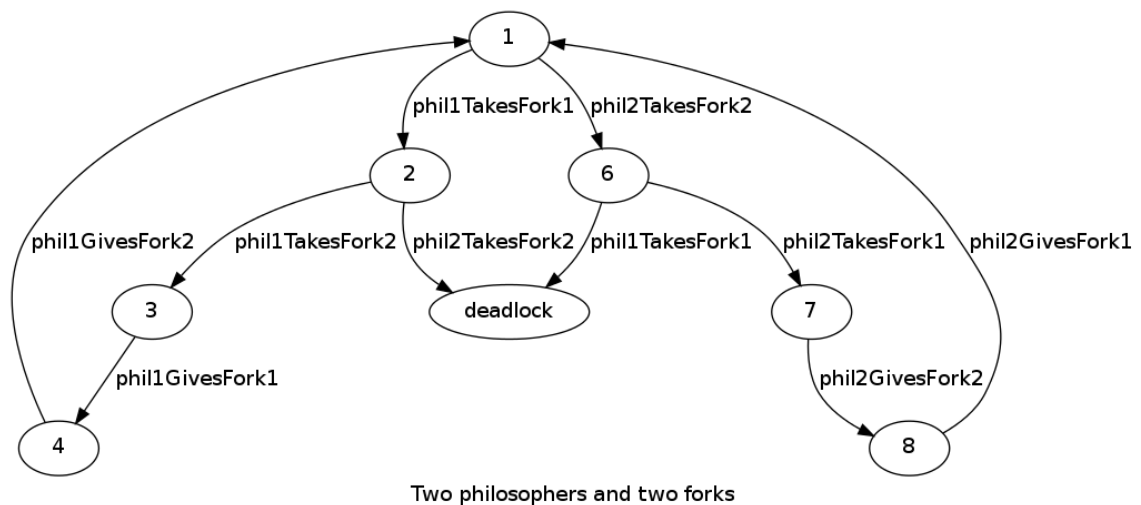 1
phil1TakesFork1
phil2TakesFork2
2
6
phil1GivesFork2
phil1TakesFork2
phil2TakesFork2
phil1TakesFork1
phil2TakesFork1
phil2GivesFork1
3
deadlock
7
phil1GivesFork1
phil2GivesFork2
4
8
Two philosophers and two forks